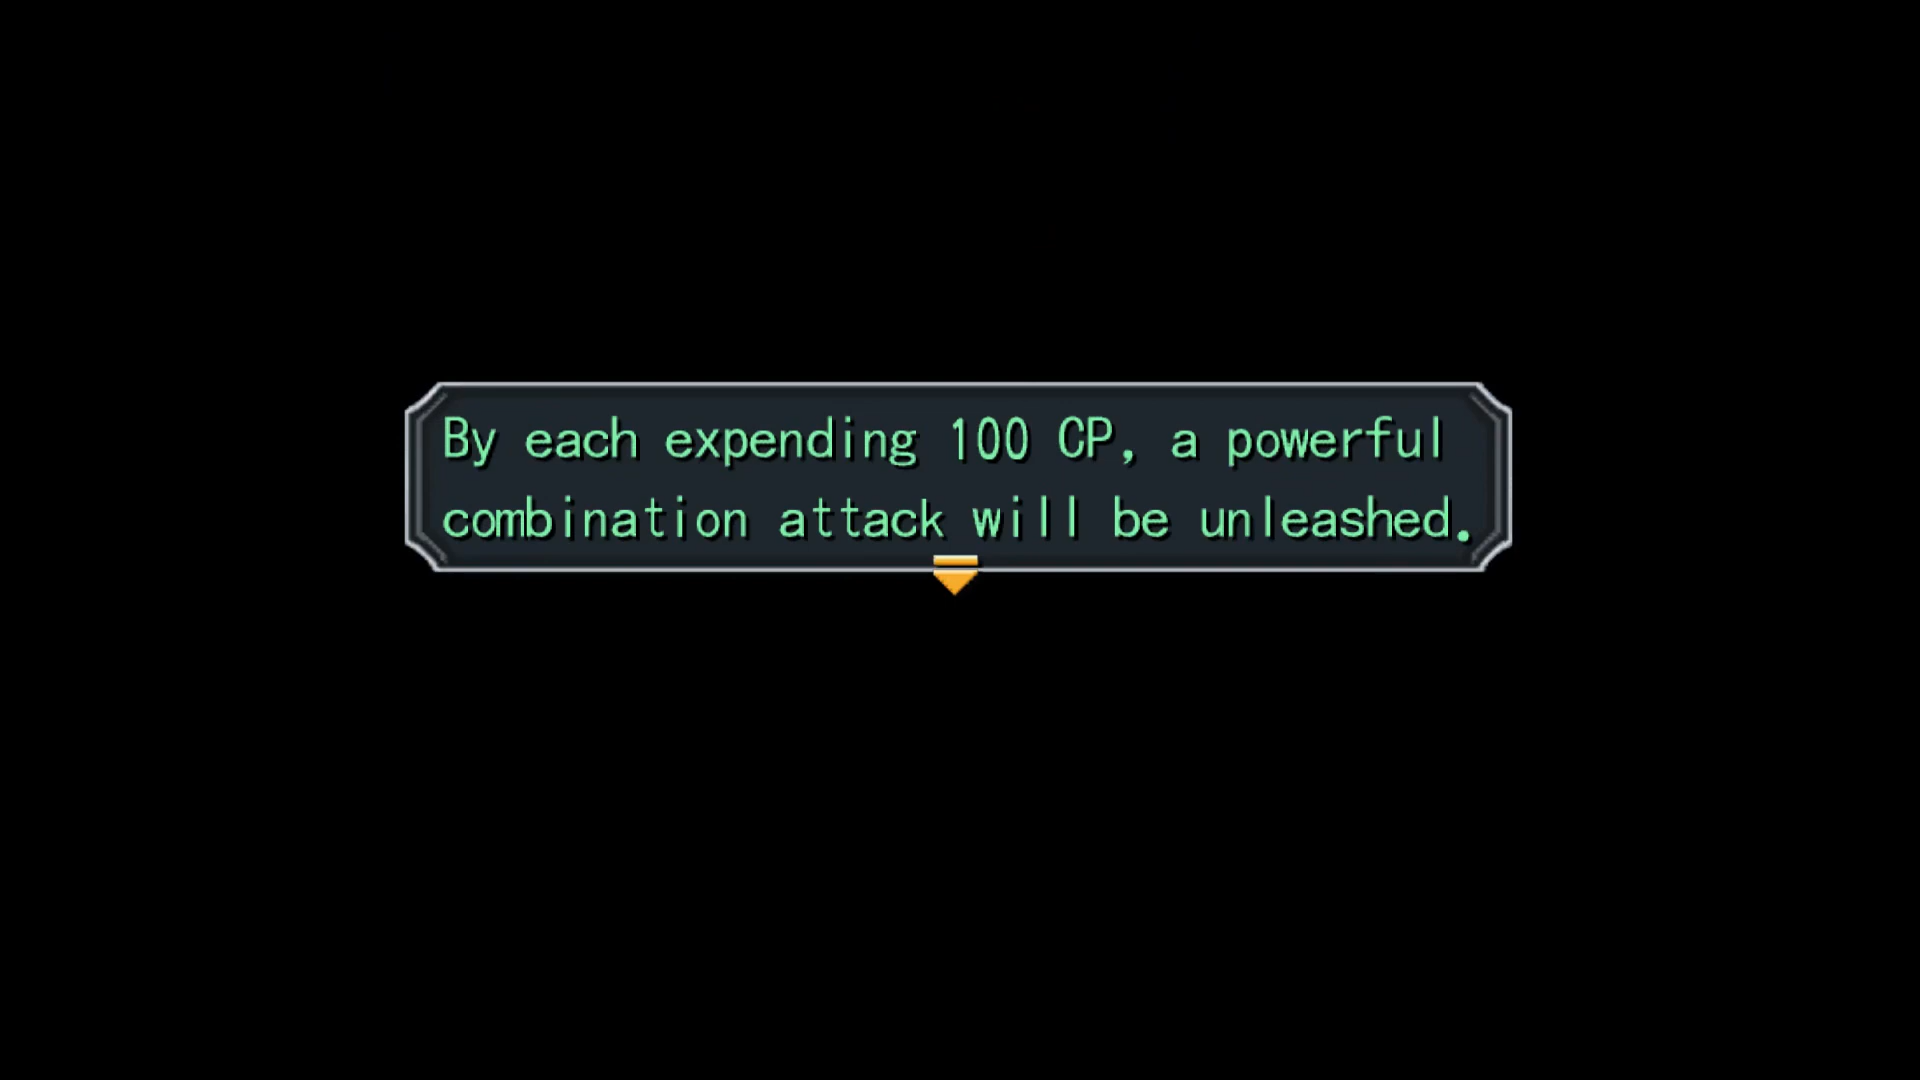 By each expending 100 CP, a powerful
combination attack will be unleashed.